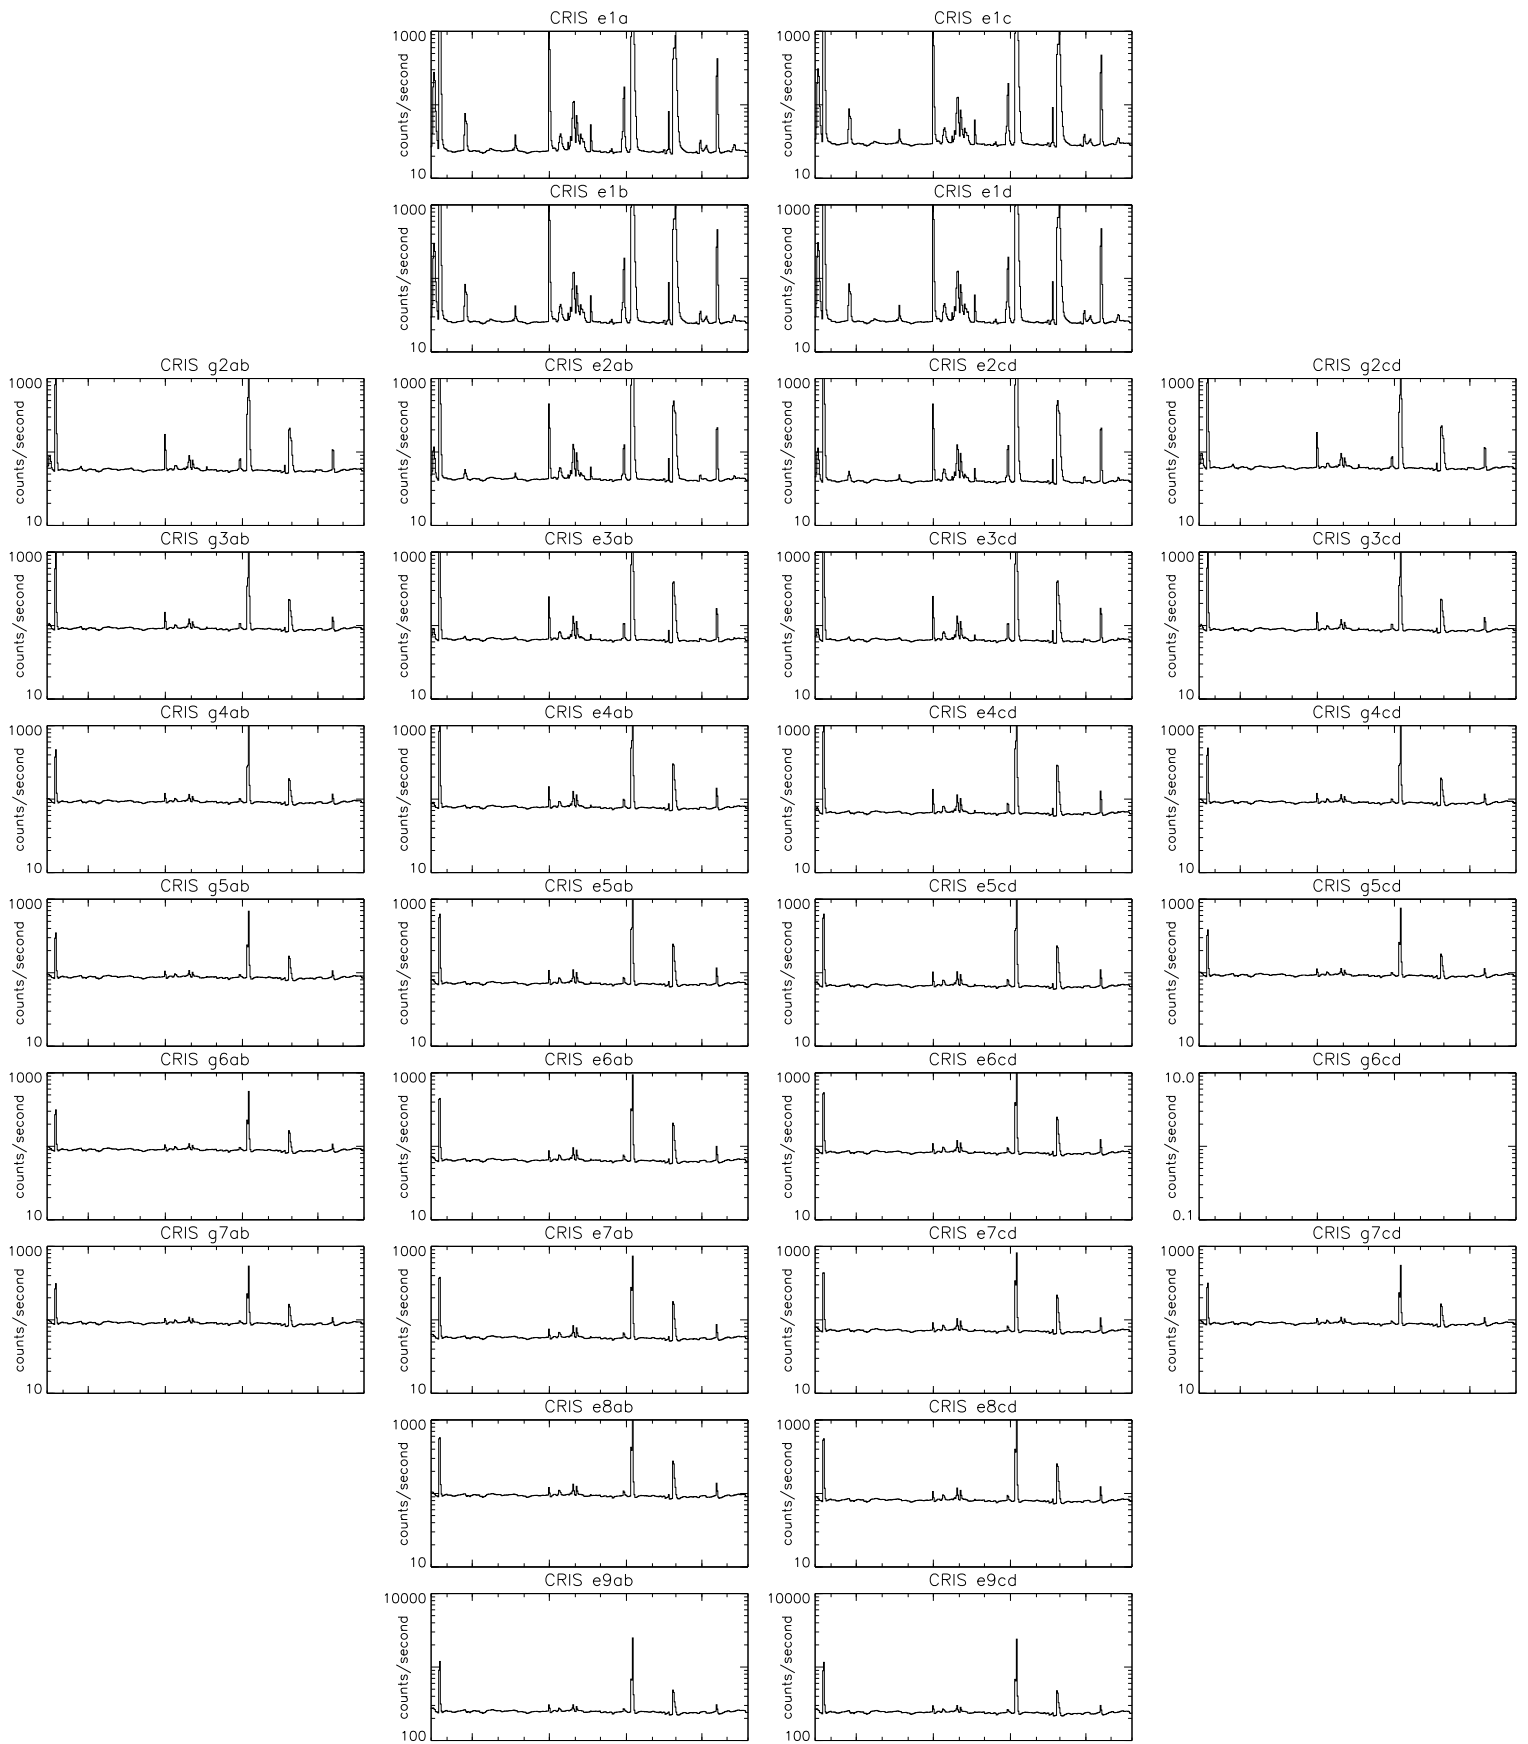 CRIS e1a
CRIS e1c
1000
counts/second
10
1000
counts/second
10
CRIS e1b
CRIS e1d
1000
counts/second
10
1000
counts/second
10
CRIS g2ab
CRIS e2ab
CRIS e2cd
CRIS g2cd
1000
counts/second
10
1000
counts/second
10
1000
counts/second
10
1000
counts/second
10
CRIS g3ab
CRIS e3ab
CRIS e3cd
CRIS g3cd
1000
counts/second
10
1000
counts/second
10
1000
counts/second
10
1000
counts/second
10
CRIS g4ab
CRIS e4ab
CRIS e4cd
CRIS g4cd
1000
counts/second
10
1000
counts/second
10
1000
counts/second
10
1000
counts/second
10
CRIS g5ab
CRIS e5ab
CRIS e5cd
CRIS g5cd
1000
counts/second
10
1000
counts/second
10
1000
counts/second
10
1000
counts/second
10
CRIS g6ab
CRIS e6ab
CRIS e6cd
CRIS g6cd
1000
counts/second
10
1000
counts/second
10
1000
counts/second
10
10.0
counts/second
0.1
CRIS g7ab
CRIS e7ab
CRIS e7cd
CRIS g7cd
1000
counts/second
10
1000
counts/second
10
1000
counts/second
10
1000
counts/second
10
CRIS e8ab
CRIS e8cd
1000
counts/second
10
1000
counts/second
10
CRIS e9ab
CRIS e9cd
10000
counts/second
100
10000
counts/second
100